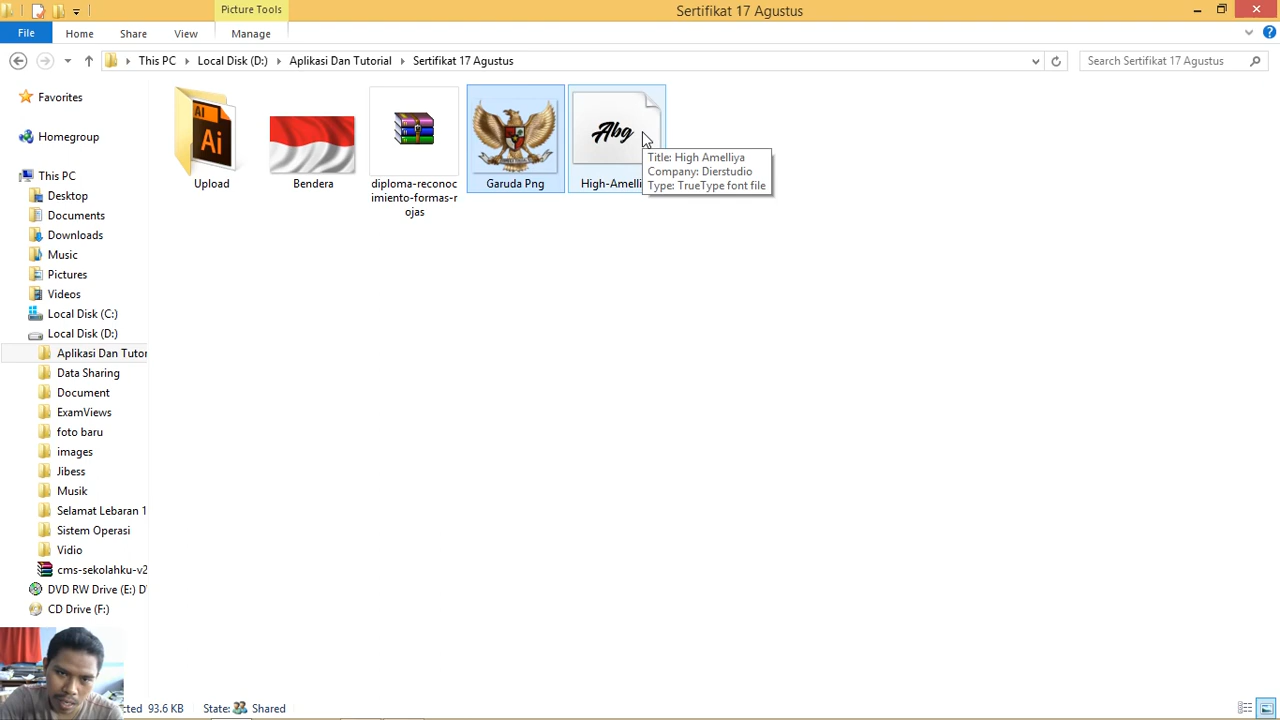 Picture Tools
Sertifikat 17 Agustus
File
Home
Share
View
Manage
This PC
Local Disk (D:)
Aplikasi Dan Tutorial
Sertifikat 17 Agustus
Search Sertifikat 17 Agustus
Favorites
Homegroup
This PC
Desktop
Documents
Downloads
Music
Pictures
Videos
Local Disk (C:)
Local Disk (D:)
Aplikasi Dan Tutor
Data Sharing
Document
ExamViews
foto baru
images
Jibess
Musik
Selamat Lebaran 1
Sistem Operasi
Vidio
cms-sekolahku-v2
DVD RW Drive (E:) D
CD Drive (F:)
Ai
Ai
Upload
Bendera
diploma-reconoc
imiento-formas-r
ojas
Garuda Png
Abg
High-Amelli
Title: High Amelliya
Company: Dierstudio
Type: TrueType font file
cted 93.6 KB
State: Shared